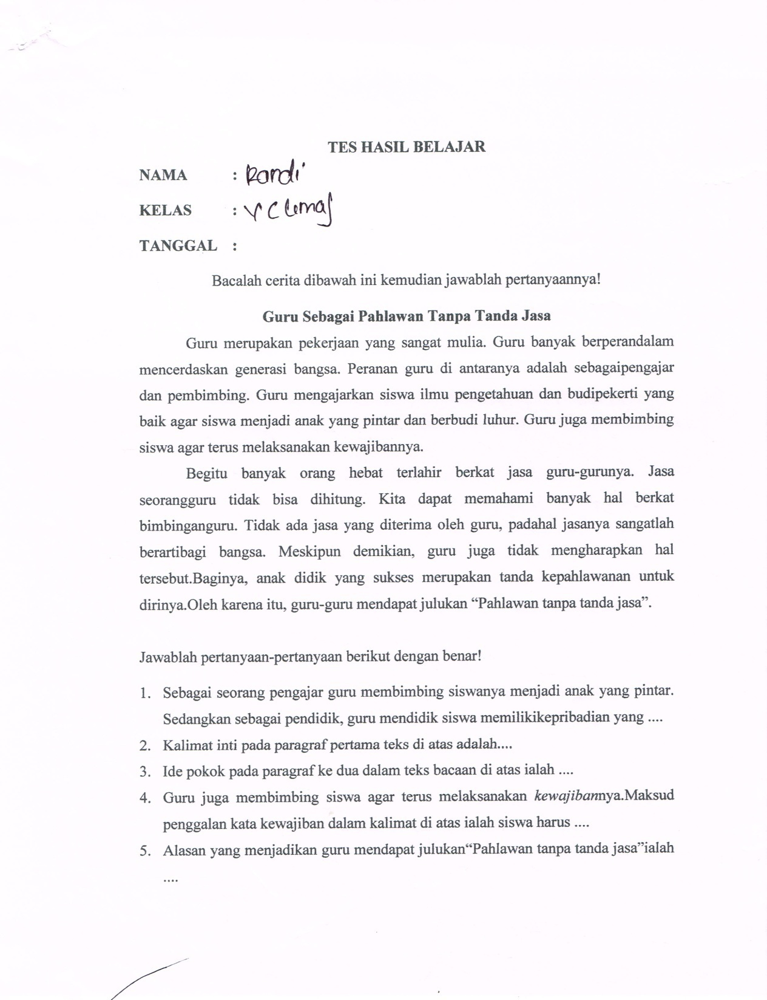 TES HASIL BELAJAR
NAMA : Randi
KELAS : V C lima
TANGGAL :
Bacalah cerita dibawah ini kemudian jawablah pertanyaannya!
Guru Sebagai Pahlawan Tanpa Tanda Jasa
Guru merupakan pekerjaan yang sangat mulia. Guru banyak berperandalam
mencerdaskan generasi bangsa. Peranan guru di antaranya adalah sebagaipengajar
dan pembimbing. Guru mengajarkan siswa ilmu pengetahuan dan budipekerti yang
baik agar siswa menjadi anak yang pintar dan berbudi luhur. Guru juga membimbing
siswa agar terus melaksanakan kewajibannya.
Begitu banyak orang hebat terlahir berkat jasa guru-gurunya. Jasa
seorangguru tidak bisa dihitung. Kita dapat memahami banyak hal berkat
bimbinganguru. Tidak ada jasa yang diterima oleh guru, padahal jasanya sangatlah
berartibagi bangsa. Meskipun demikian, guru juga tidak mengharapkan hal
tersebut.Baginya, anak didik yang sukses merupakan tanda kepahlawanan untuk
dirinya.Oleh karena itu, guru-guru mendapat julukan “Pahlawan tanpa tanda jasa”.
Jawablah pertanyaan-pertanyaan berikut dengan benar!
1. Sebagai seorang pengajar guru membimbing siswanya menjadi anak yang pintar.
Sedangkan sebagai pendidik, guru mendidik siswa memilikikepribadian yang ....
2. Kalimat inti pada paragraf pertama teks di atas adalah....
3. Ide pokok pada paragraf ke dua dalam teks bacaan di atas ialah ....
4. Guru juga membimbing siswa agar terus melaksanakan kewajibannya.Maksud
penggalan kata kewajiban dalam kalimat di atas ialah siswa harus ....
5. Alasan yang menjadikan guru mendapat julukan“Pahlawan tanpa tanda jasa”ialah
....